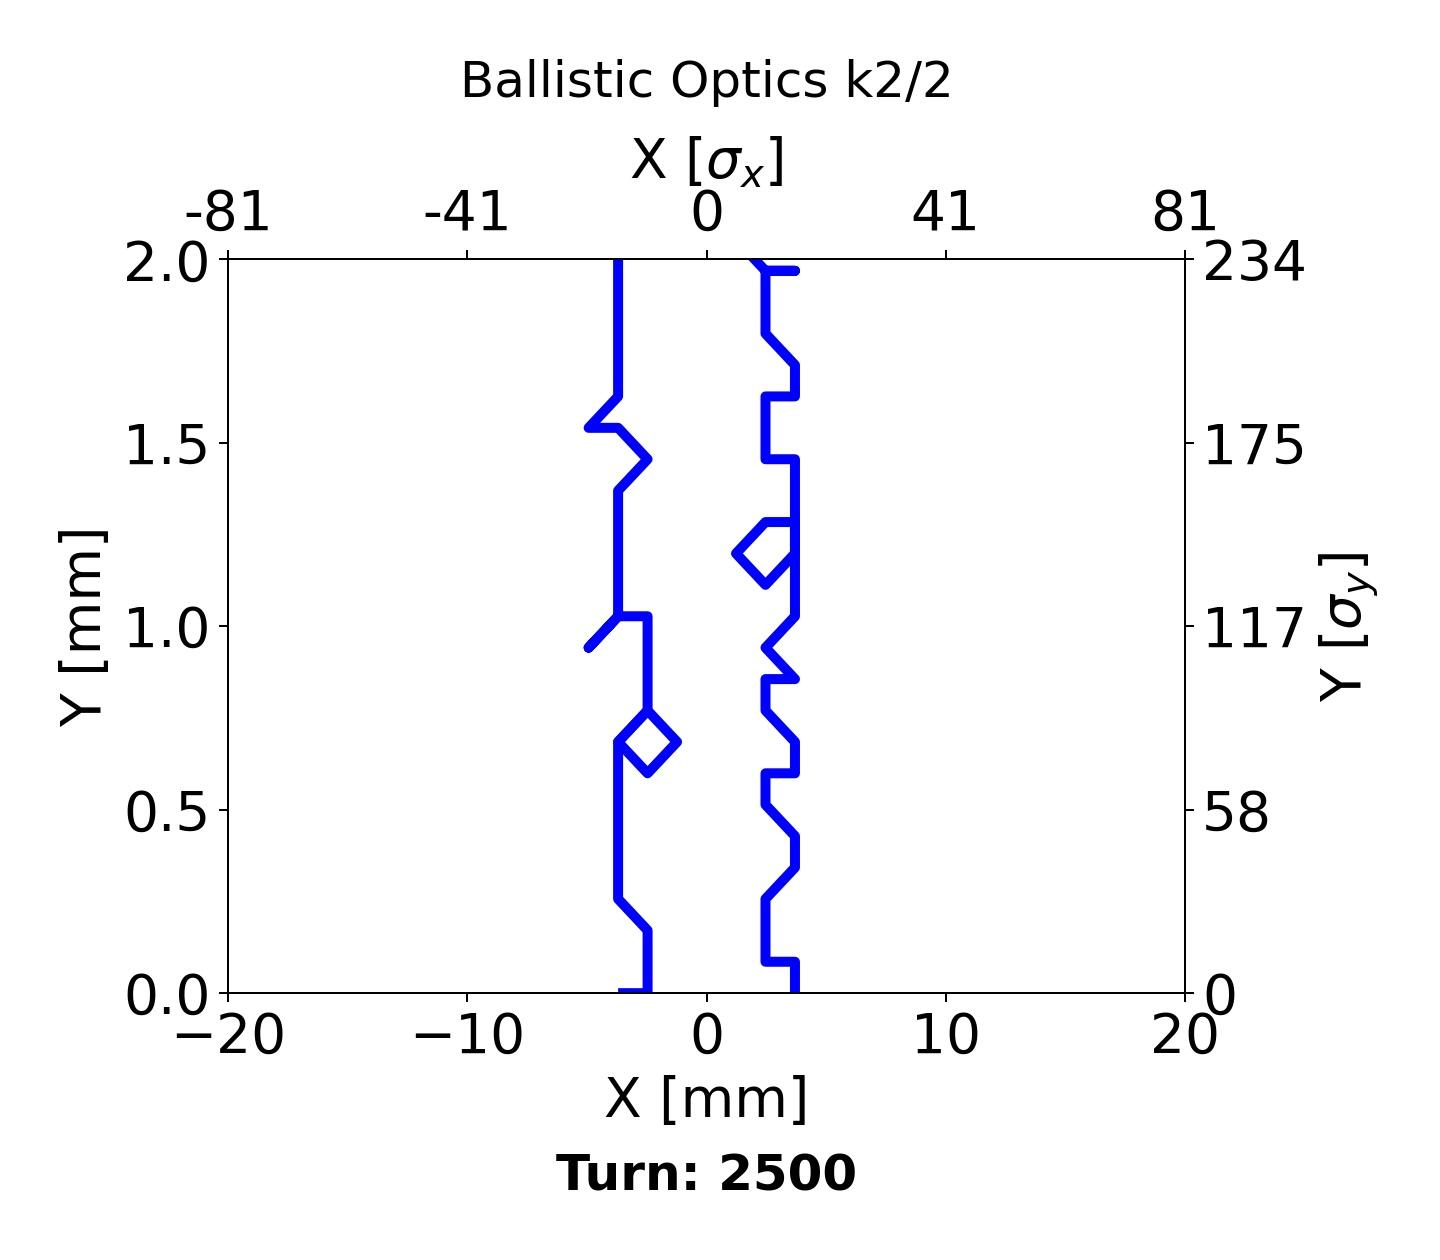 Ballistic Optics k2/2
X [σx]
-81 -41 0 41 81
2.0 234
1.5 175
1.0 117
0.5 58
0.0 0
Y [mm]
Y [σy]
−20 −10 0 10 20
X [mm]
Turn: 2500